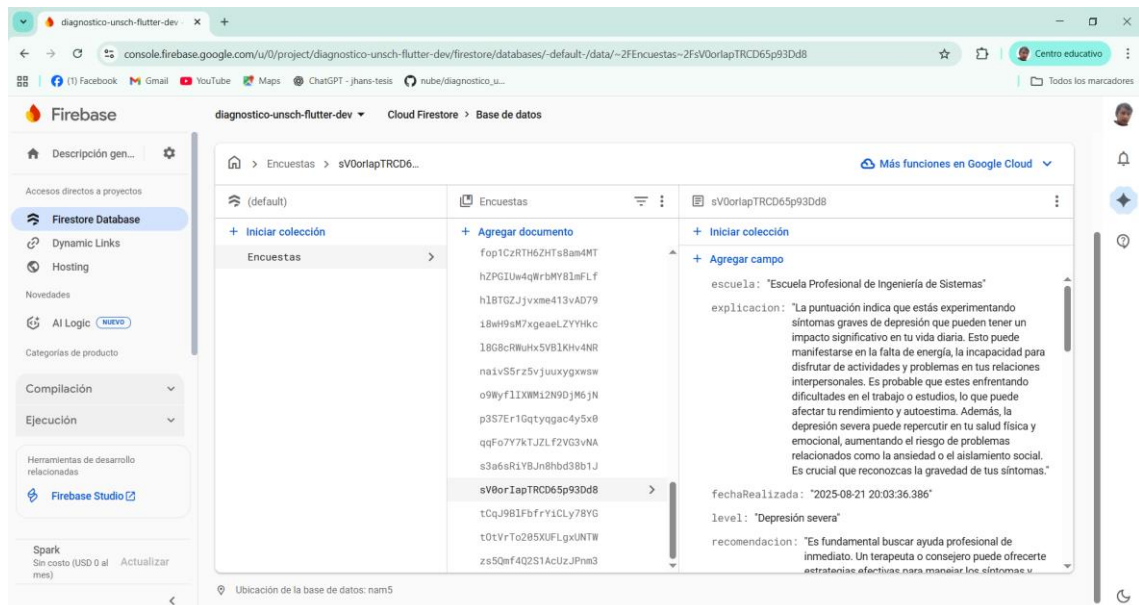 diagnostico-unsch-flutter-dev
console.firebase.google.com/u/0/project/diagnostico-unsch-flutter-dev/firestore/databases/-default-/data/~2FEncuestas~2FsV0orIapTRCD65p93Dd8
Centro educativo
(1) Facebook
Gmail
YouTube
Maps
ChatGPT - jhans-tesis
nube/diagnostico_u...
Todos los marcadores
Firebase
diagnostico-unsch-flutter-dev
Cloud Firestore > Base de datos
Descripción gen...
Accesos directos a proyectos
Firestore Database
Dynamic Links
Hosting
Novedades
AI Logic NUEVO
Categorías de producto
Compilación
Ejecución
Herramientas de desarrollo
relacionadas
Firebase Studio
Spark
Sin costo (USD 0 al
mes)
Actualizar
> Encuestas > sV0orIapTRCD6...
Más funciones en Google Cloud
(default)
+ Iniciar colección
Encuestas >
Encuestas
+ Agregar documento
fop1CzRTH6ZHTs8am4MT
hZPGIUw4qWrbMY8lmFLf
hlBTGZJjvxme413vAD79
i8wH9sM7xgeaeLZYYHkc
l8G8cRWuHx5VBlKHv4NR
naivS5rz5vjuuxygxwsw
o9WyflIXWMi2N9DjM6jN
p3S7Er1Gqtyqgac4y5x0
qqFo7Y7kTJZLf2VG3vNA
s3a6sRiYBJn8hbd38b1J
sV0orIapTRCD65p93Dd8 >
tCqJ9BlFbfrYiCLy78YG
tOtVrTo205XUFLgxUNTW
zs5Qmf4Q2S1AcUzJPnm3
sV0orIapTRCD65p93Dd8
+ Iniciar colección
+ Agregar campo
escuela: "Escuela Profesional de Ingeniería de Sistemas"
explicacion: "La puntuación indica que estás experimentando
síntomas graves de depresión que pueden tener un
impacto significativo en tu vida diaria. Esto puede
manifestarse en la falta de energía, la incapacidad para
disfrutar de actividades y problemas en tus relaciones
interpersonales. Es probable que estes enfrentando
dificultades en el trabajo o estudios, lo que puede
afectar tu rendimiento y autoestima. Además, la
depresión severa puede repercutir en tu salud física y
emocional, aumentando el riesgo de problemas
relacionados como la ansiedad o el aislamiento social.
Es crucial que reconozcas la gravedad de tus síntomas."
fechaRealizada: "2025-08-21 20:03:36.386"
level: "Depresión severa"
recomendacion: "Es fundamental buscar ayuda profesional de
inmediato. Un terapeuta o consejero puede ofrecerte
estrategias efectivas para manejar los síntomas y
Ubicación de la base de datos: nam5